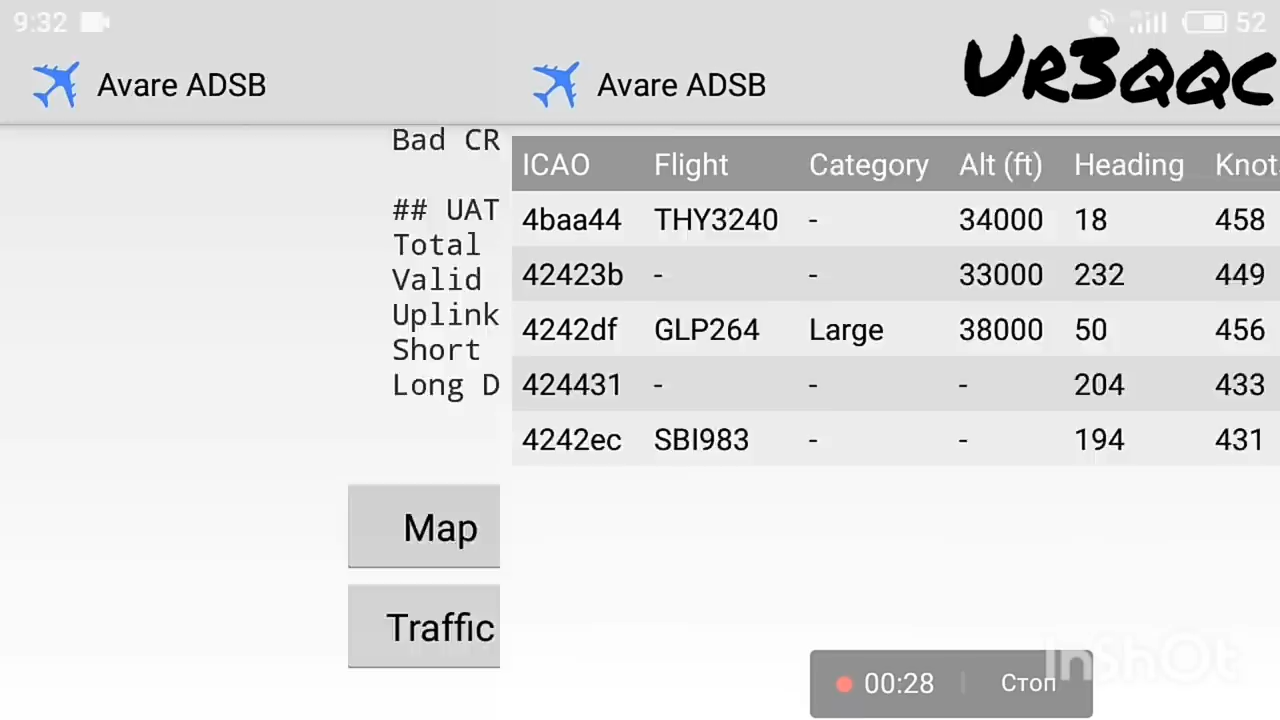 9:32
52
Avare ADSB
Avare ADSB
UR3QQC
Bad CR
## UAT
Total
Valid
Uplink
Short
Long D
Map
Traffic
ICAO Flight Category Alt (ft) Heading Knot
4baa44 THY3240 - 34000 18 458
42423b - - 33000 232 449
4242df GLP264 Large 38000 50 456
424431 - - - 204 433
4242ec SBI983 - - 194 431
00:28 Стоп
InShOt